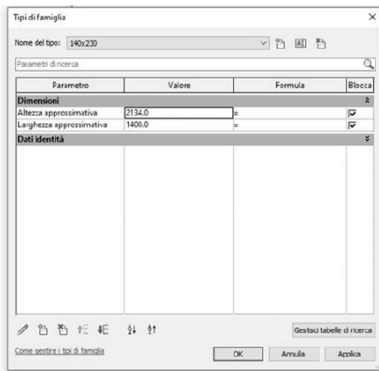 Tipi di famiglia
Nome del tipo: 140x230
Parametri di ricerca
Parametro Valore Formula Blocca
Dimensioni
Altezza approssimativa 2134.0 =
Larghezza approssimativa 1400.0 =
Dati identità
Gestisci tabelle di ricerca
Come gestire i tipi di famiglia
OK Annulla Applica